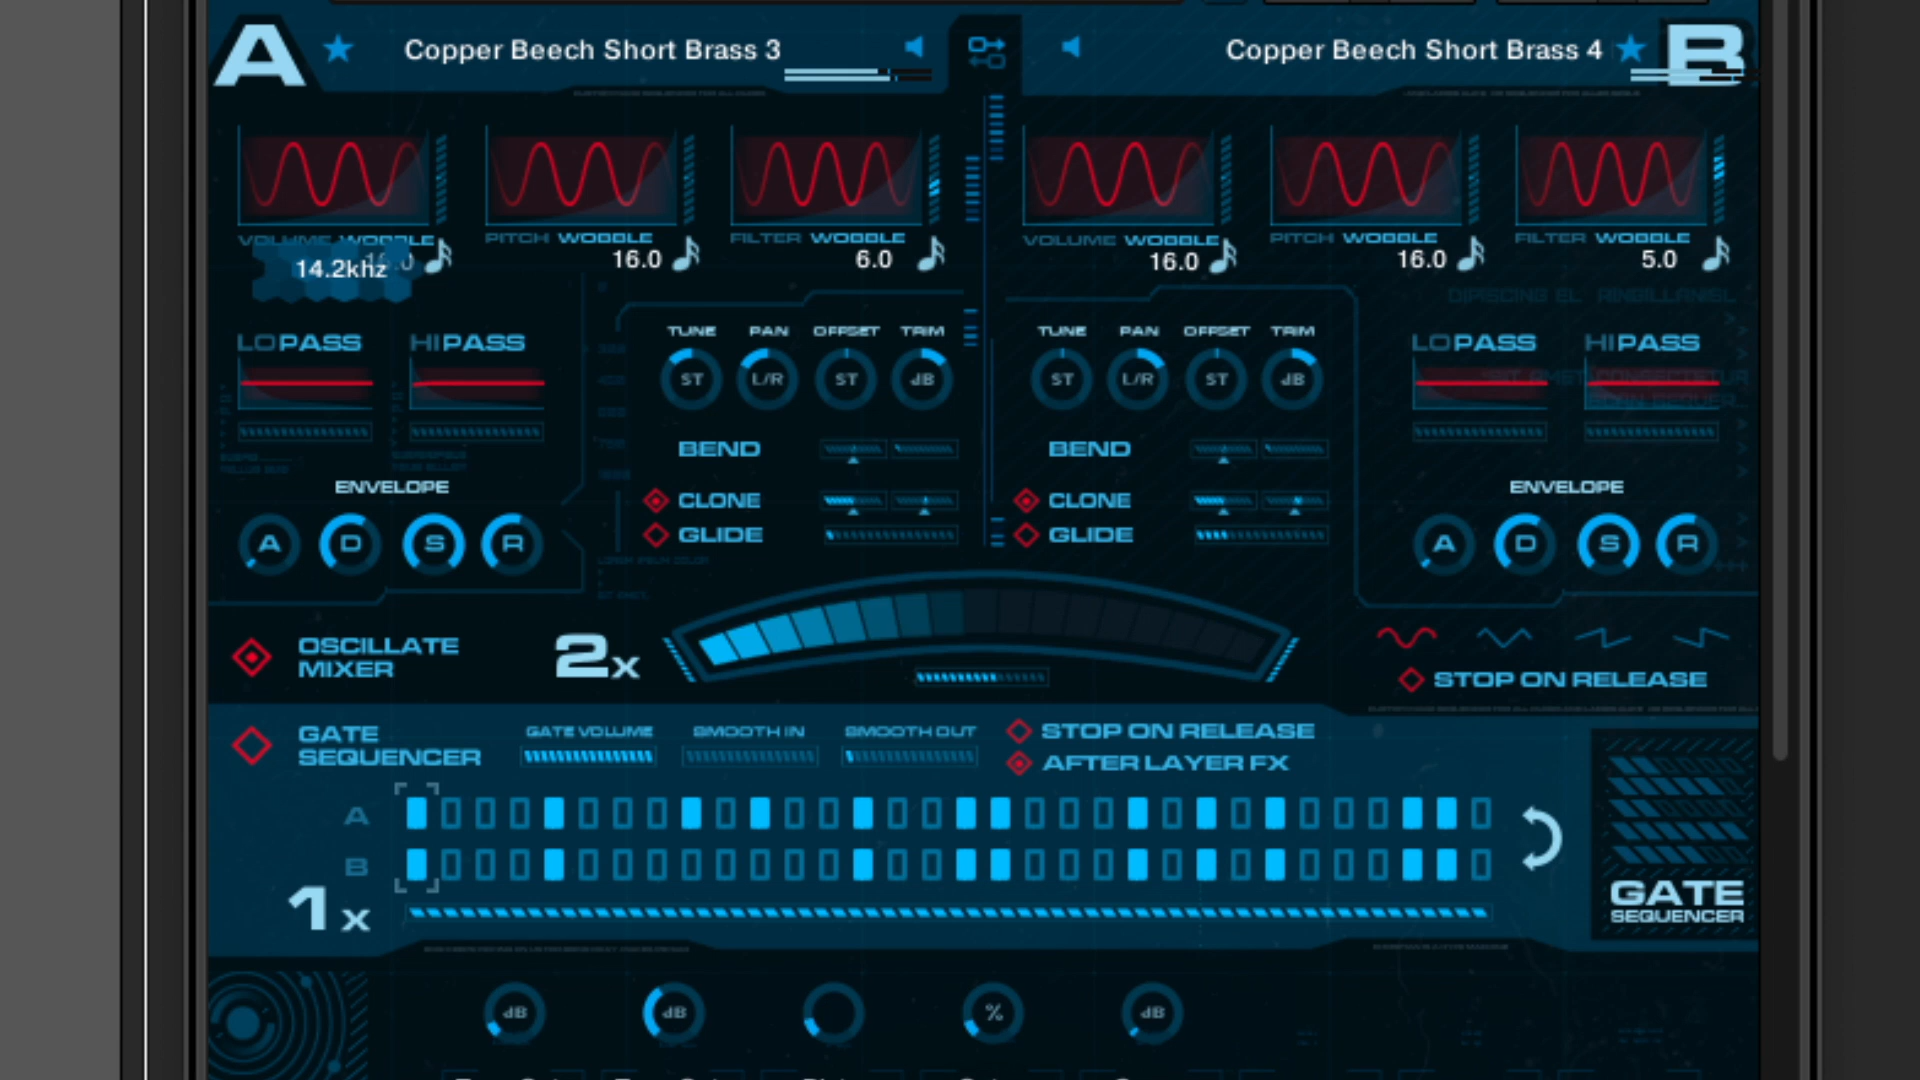 A Copper Beech Short Brass 3
Copper Beech Short Brass 4 B
VOLUME WOBBLE PITCH WOBBLE FILTER WOBBLE VOLUME WOBBLE PITCH WOBBLE FILTER WOBBLE
14.2khz 16.0 6.0 16.0 16.0 5.0
LOPASS HIPASS
TUNE PAN OFFSET TRIM
ST L/R ST dB
TUNE PAN OFFSET TRIM
ST L/R ST dB
LOPASS HIPASS
BEND
BEND
ENVELOPE
ENVELOPE
CLONE
CLONE
GLIDE
GLIDE
A D S R
A D S R
OSCILLATE
MIXER
2x
STOP ON RELEASE
GATE
SEQUENCER
GATE VOLUME SMOOTH IN SMOOTH OUT
STOP ON RELEASE
AFTER LAYER FX
A
B
1x
GATE
SEQUENCER
dB dB % dB